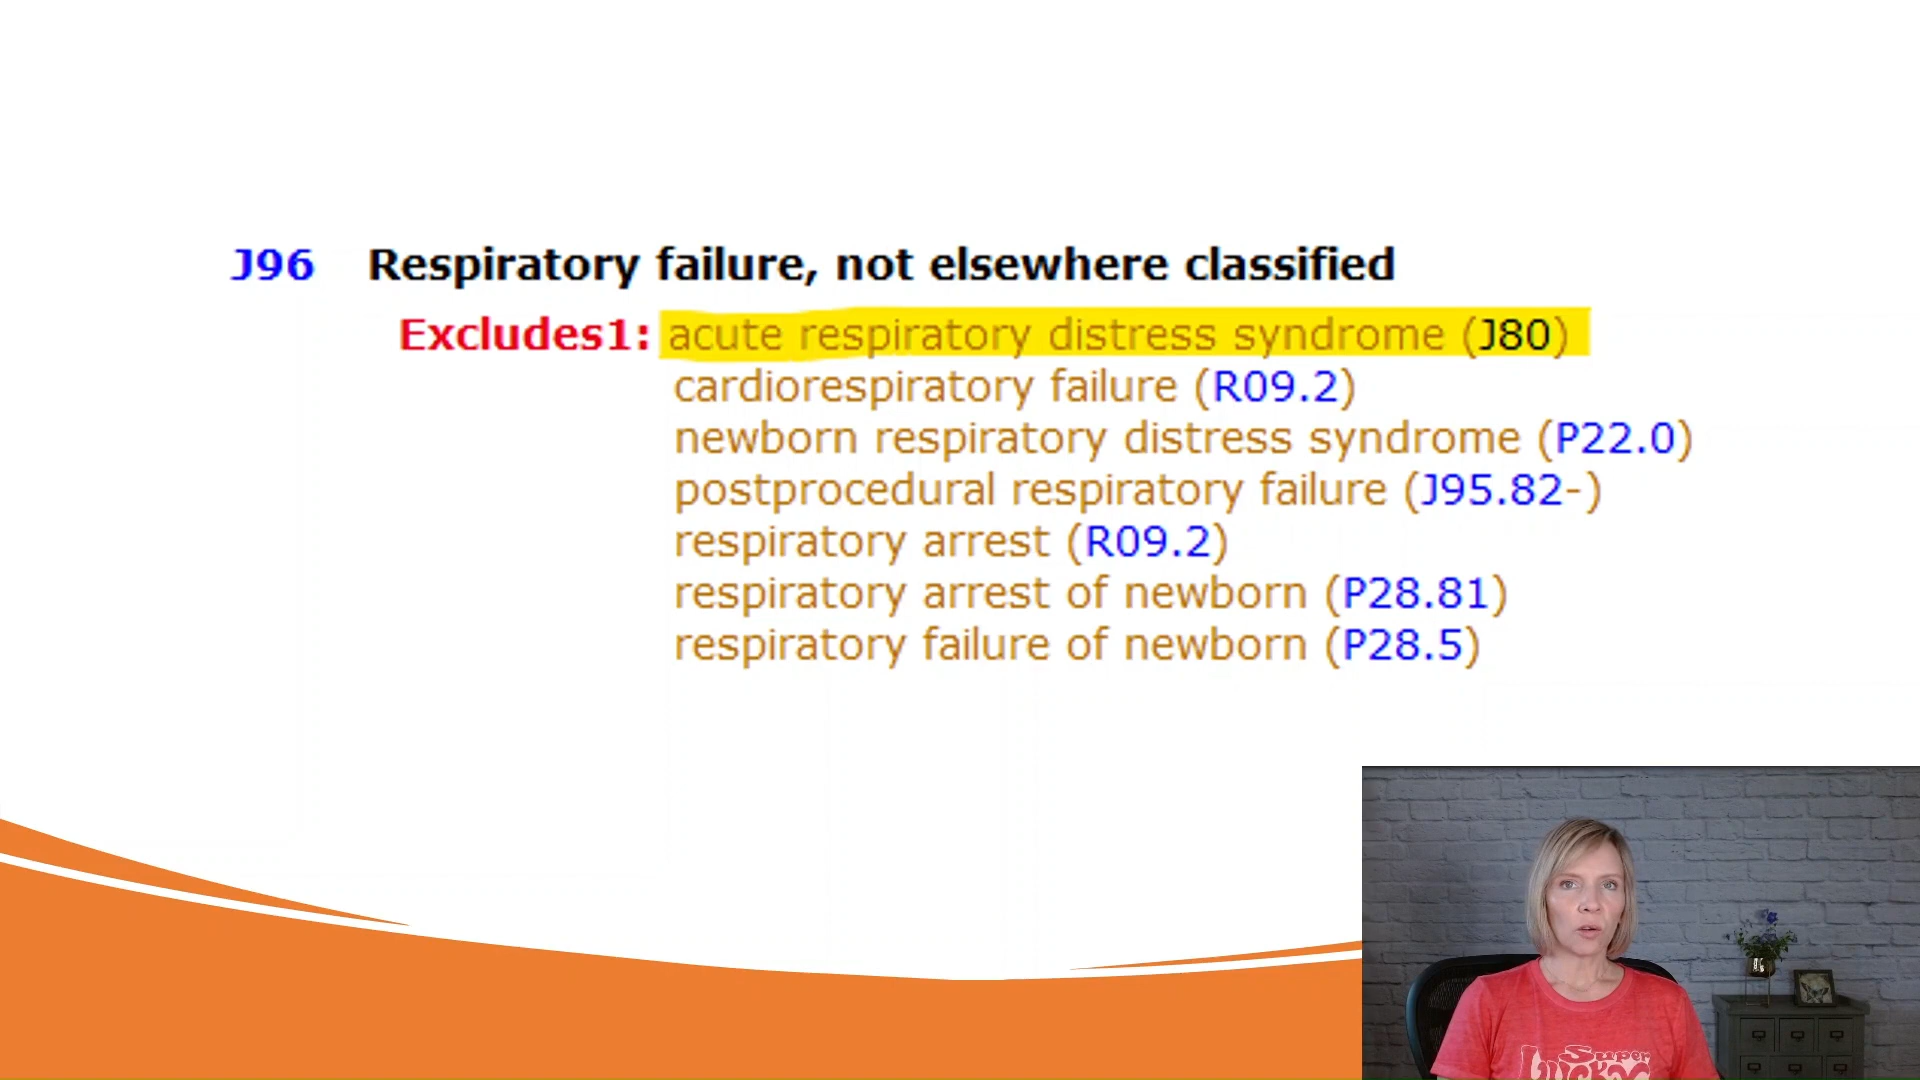 J96 Respiratory failure, not elsewhere classified
Excludes1: acute respiratory distress syndrome (J80)
cardiorespiratory failure (R09.2)
newborn respiratory distress syndrome (P22.0)
postprocedural respiratory failure (J95.82-)
respiratory arrest (R09.2)
respiratory arrest of newborn (P28.81)
respiratory failure of newborn (P28.5)
Super
Lucky